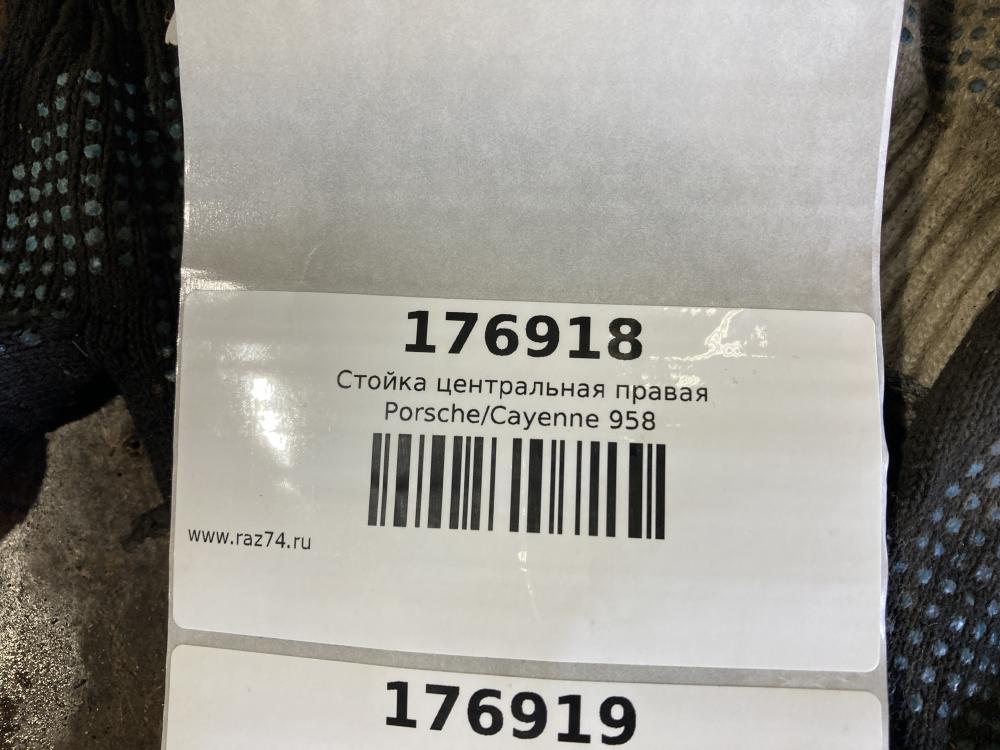 176918
Стойка центральная правая
Porsche/Cayenne 958
www.raz74.ru
176919